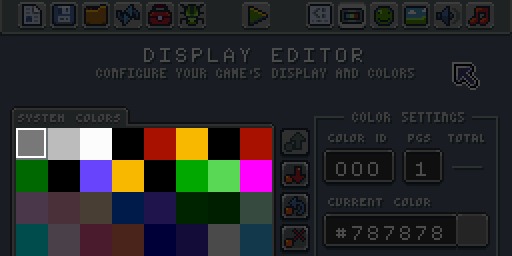 DISPLAY EDITOR
CONFIGURE YOUR GAME'S DISPLAY AND COLORS
SYSTEM COLORS
COLOR SETTINGS
COLOR ID PGS TOTAL
000 1
CURRENT COLOR
#787878